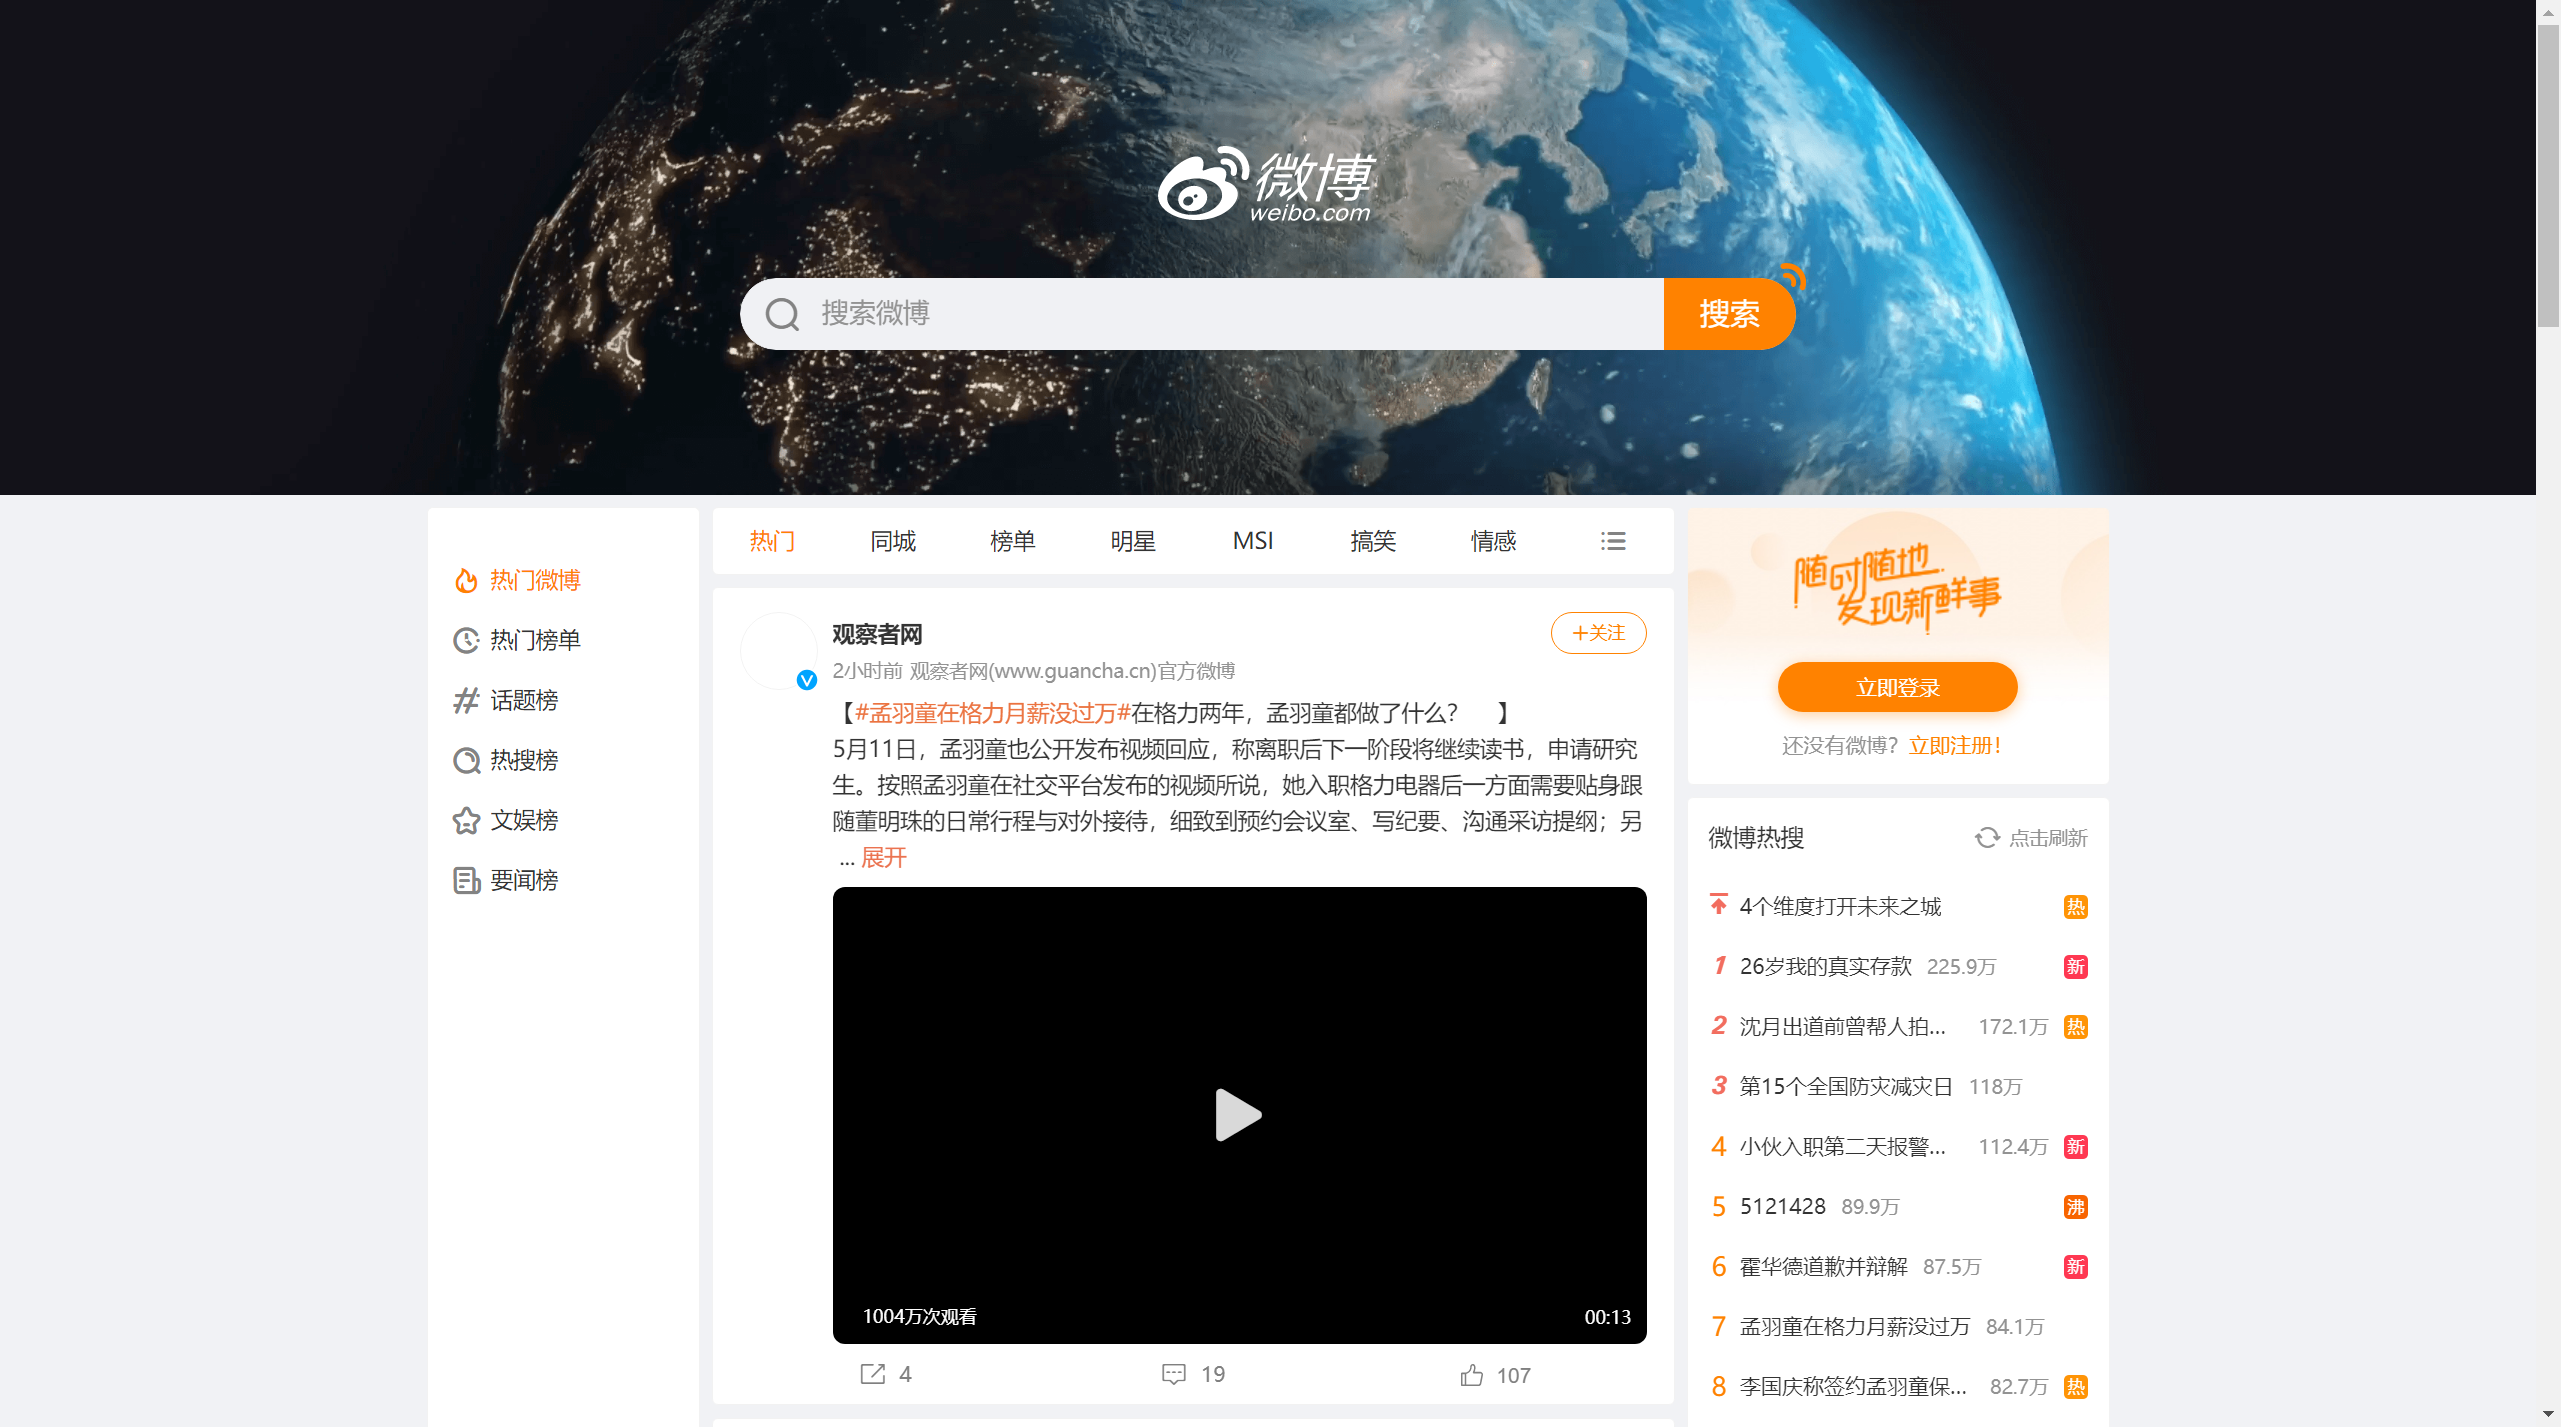 微博
weibo.com
搜索微博
搜索
热门微博
热门榜单
话题榜
热搜榜
文娱榜
要闻榜
热门 同城 榜单 明星 MSI 搞笑 情感
观察者网
+关注
2小时前 观察者网(www.guancha.cn)官方微博
【#孟羽童在格力月薪没过万#在格力两年，孟羽童都做了什么？ 】
5月11日，孟羽童也公开发布视频回应，称离职后下一阶段将继续读书，申请研究
生。按照孟羽童在社交平台发布的视频所说，她入职格力电器后一方面需要贴身跟
随董明珠的日常行程与对外接待，细致到预约会议室、写纪要、沟通采访提纲；另
... 展开
1004万次观看 00:13
4 19 107
随时随地
发现新鲜事
立即登录
还没有微博？立即注册！
微博热搜 点击刷新
4个维度打开未来之城 热
1 26岁我的真实存款 225.9万 新
2 沈月出道前曾帮人拍... 172.1万 热
3 第15个全国防灾减灾日 118万
4 小伙入职第二天报警... 112.4万 新
5 5121428 89.9万 沸
6 霍华德道歉并辩解 87.5万 新
7 孟羽童在格力月薪没过万 84.1万
8 李国庆称签约孟羽童保... 82.7万 热